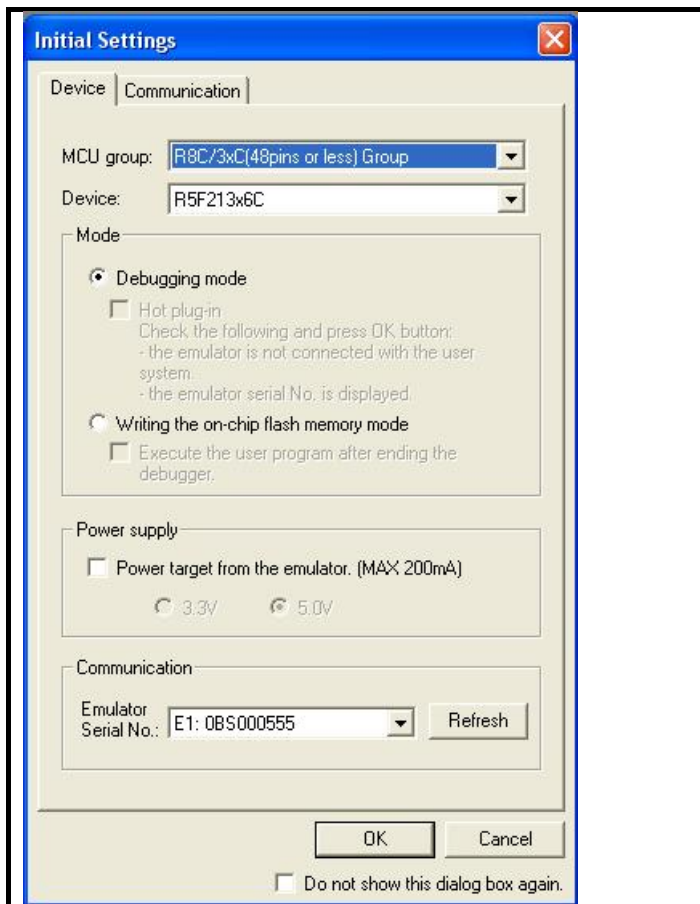 Initial Settings
Device
Communication
MCU group: R8C/3xC(48pins or less) Group
Device: R5F213x6C
Mode
Debugging mode
Hot plug-in
Check the following and press OK button:
- the emulator is not connected with the user
system.
- the emulator serial No. is displayed.
Writing the on-chip flash memory mode
Execute the user program after ending the
debugger.
Power supply
Power target from the emulator. (MAX 200mA)
3.3V 5.0V
Communication
Emulator
Serial No.: E1: 0BS000555 Refresh
OK Cancel
Do not show this dialog box again.